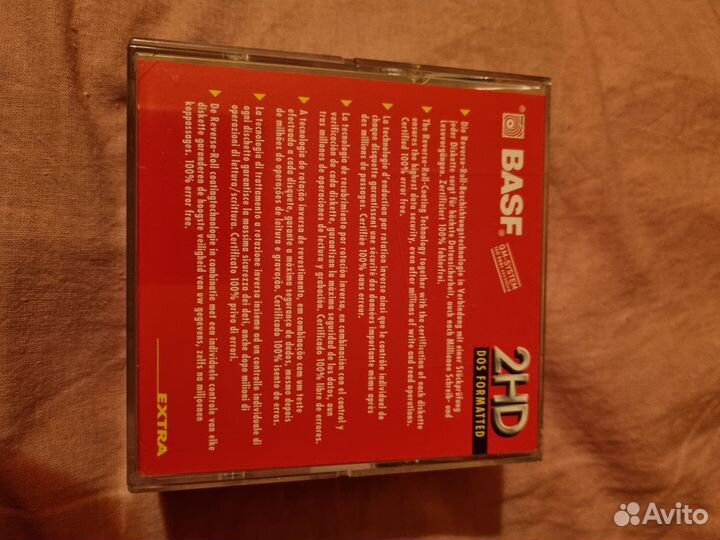 BASF®
2HD
DOS FORMATTED
QM-SYSTEM
▶ Die Reverse-Roll-Beschichtungstechnologie in Verbindung mit einer Stückprüfung
jeder Diskette sorgt für höchste Datensicherheit, auch nach Millionen Schreib- und
Lesevorgängen. Zertifiziert 100% fehlerfrei.
▶ The Reverse-Roll-Coating Technology together with the certification of each diskette
ensures the highest data security, even after millions of write and read operations.
Certified 100% error free.
▶ La technologie d'enduction par rotation inverse ainsi que le contrôle individuel de
chaque disquette garantissent une sécurité des données importante même après
des millions de passages. Certifiée 100% sans erreur.
▶ La tecnología de recubrimiento por rotación inversa, en combinación con el control y
verificación de cada diskette, garantizan la máxima seguridad de los datos, aun
tras millones de operaciones de lectura y grabación. Certificado 100% libre de errores.
▶ A tecnologia de rotação inversa de revestimento, em combinação com um teste
efectuado a cada disquete, garante a máxima segurança de dados, mesmo depois
de milhões de operações de leitura e gravação. Certificado 100% isento de erros.
▶ La tecnologia di trattamento a rotazione inversa insieme ad un controllo individuale di
ogni dischetto garantisce la massima sicurezza dei dati, anche dopo milioni di
operazioni di lettura/scrittura. Certificato 100% privo di errori.
▶ De Reverse-Roll coatingtechnologie in combinatie met een individuele controle van elke
diskette garanderen de hoogste veiligheid van uw gegevens, zelfs na miljoenen
koppassages. 100% error free.
EXTRA
Avito